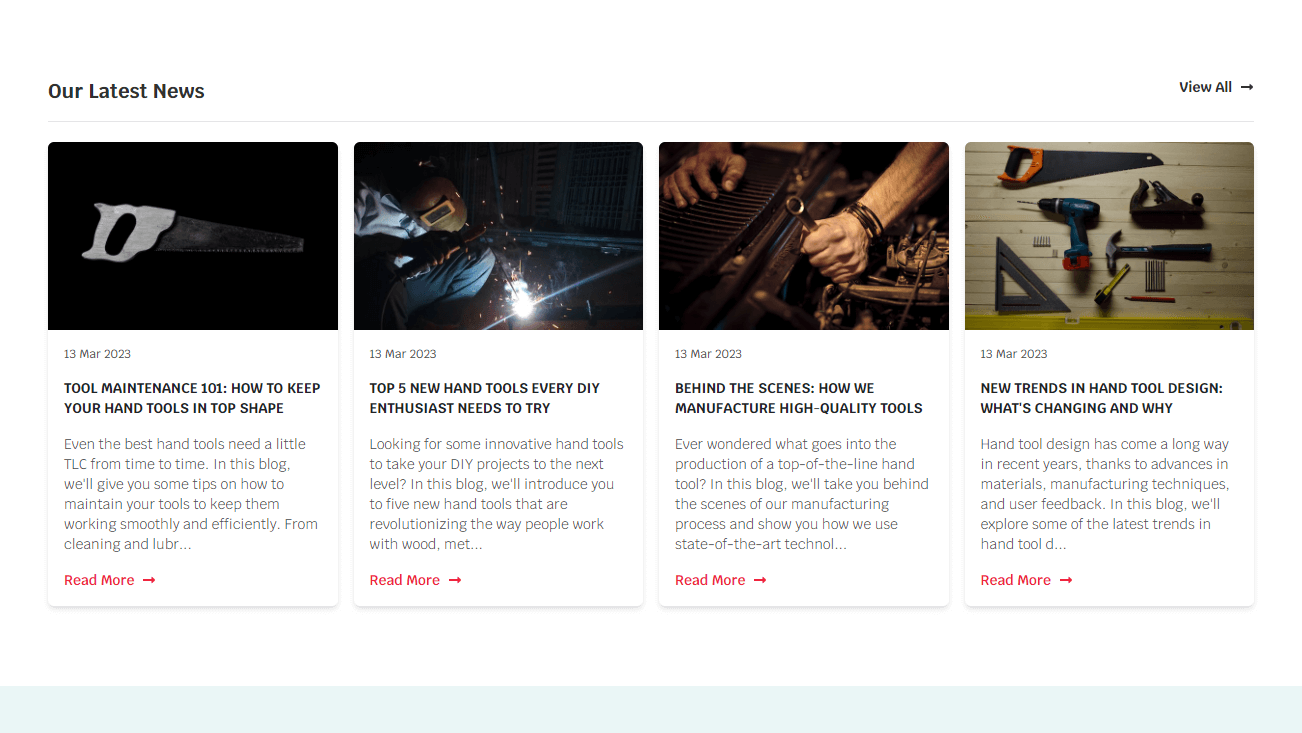 Our Latest News
View All
13 Mar 2023
TOOL MAINTENANCE 101: HOW TO KEEP
YOUR HAND TOOLS IN TOP SHAPE
Even the best hand tools need a little
TLC from time to time. In this blog,
we'll give you some tips on how to
maintain your tools to keep them
working smoothly and efficiently. From
cleaning and lubr...
Read More
13 Mar 2023
TOP 5 NEW HAND TOOLS EVERY DIY
ENTHUSIAST NEEDS TO TRY
Looking for some innovative hand tools
to take your DIY projects to the next
level? In this blog, we'll introduce you
to five new hand tools that are
revolutionizing the way people work
with wood, met...
Read More
13 Mar 2023
BEHIND THE SCENES: HOW WE
MANUFACTURE HIGH-QUALITY TOOLS
Ever wondered what goes into the
production of a top-of-the-line hand
tool? In this blog, we'll take you behind
the scenes of our manufacturing
process and show you how we use
state-of-the-art technol...
Read More
13 Mar 2023
NEW TRENDS IN HAND TOOL DESIGN:
WHAT'S CHANGING AND WHY
Hand tool design has come a long way
in recent years, thanks to advances in
materials, manufacturing techniques,
and user feedback. In this blog, we'll
explore some of the latest trends in
hand tool d...
Read More